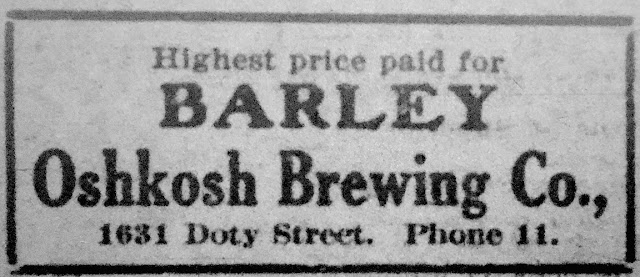 Highest price paid for
BARLEY
Oshkosh Brewing Co.,
1631 Doty Street. Phone 11.